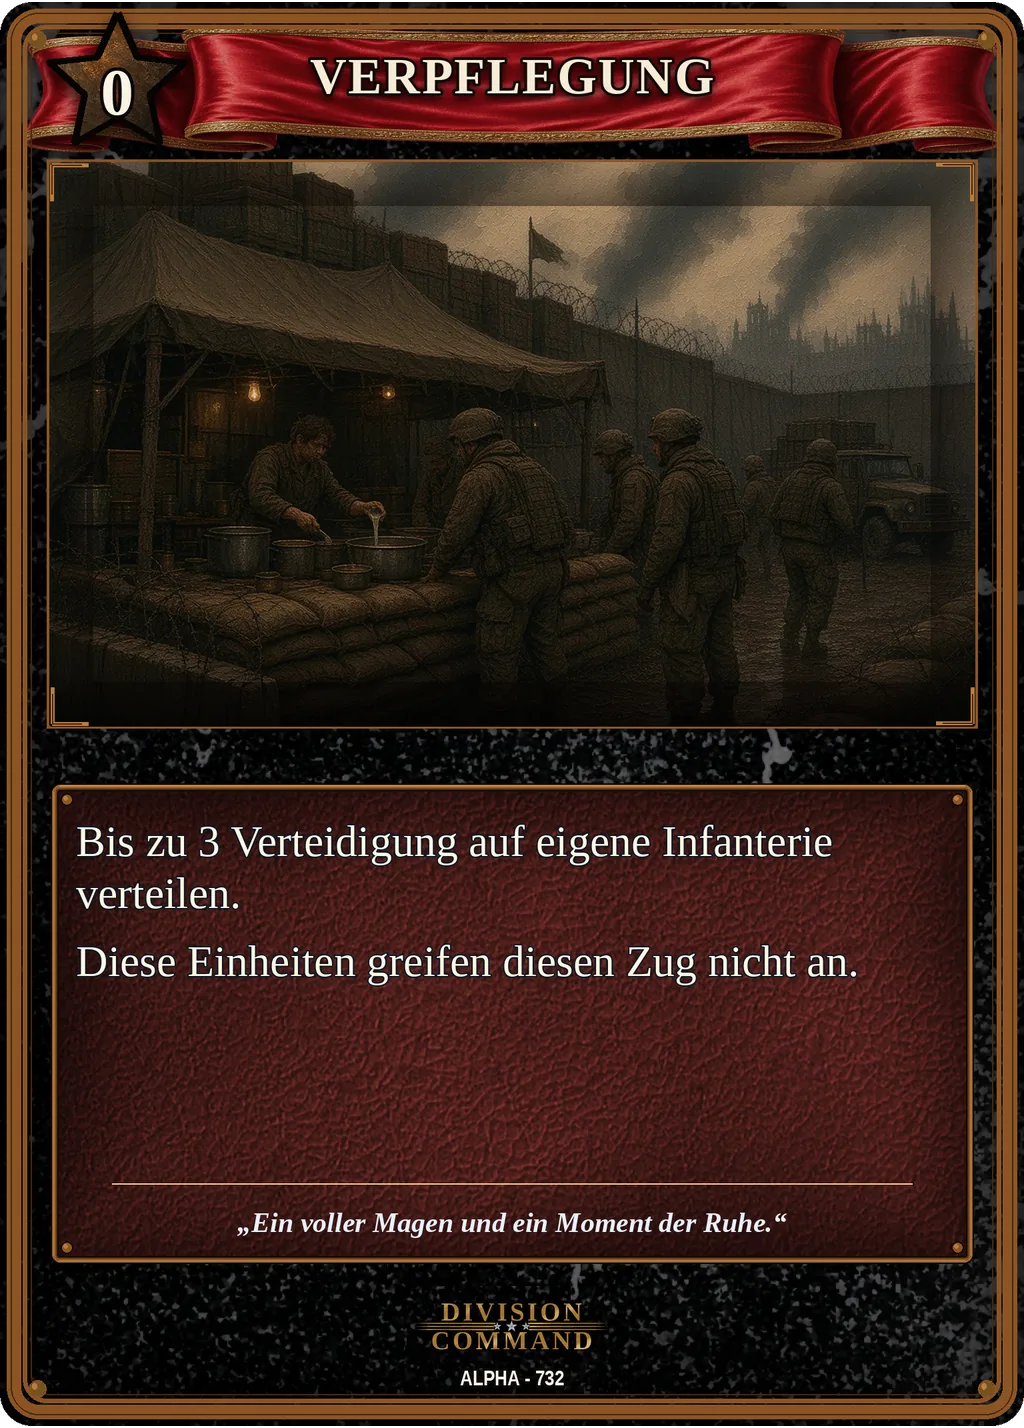 0
VERPFLEGUNG
Bis zu 3 Verteidigung auf eigene Infanterie
verteilen.
Diese Einheiten greifen diesen Zug nicht an.
„Ein voller Magen und ein Moment der Ruhe.“
DIVISION
COMMAND
ALPHA - 732